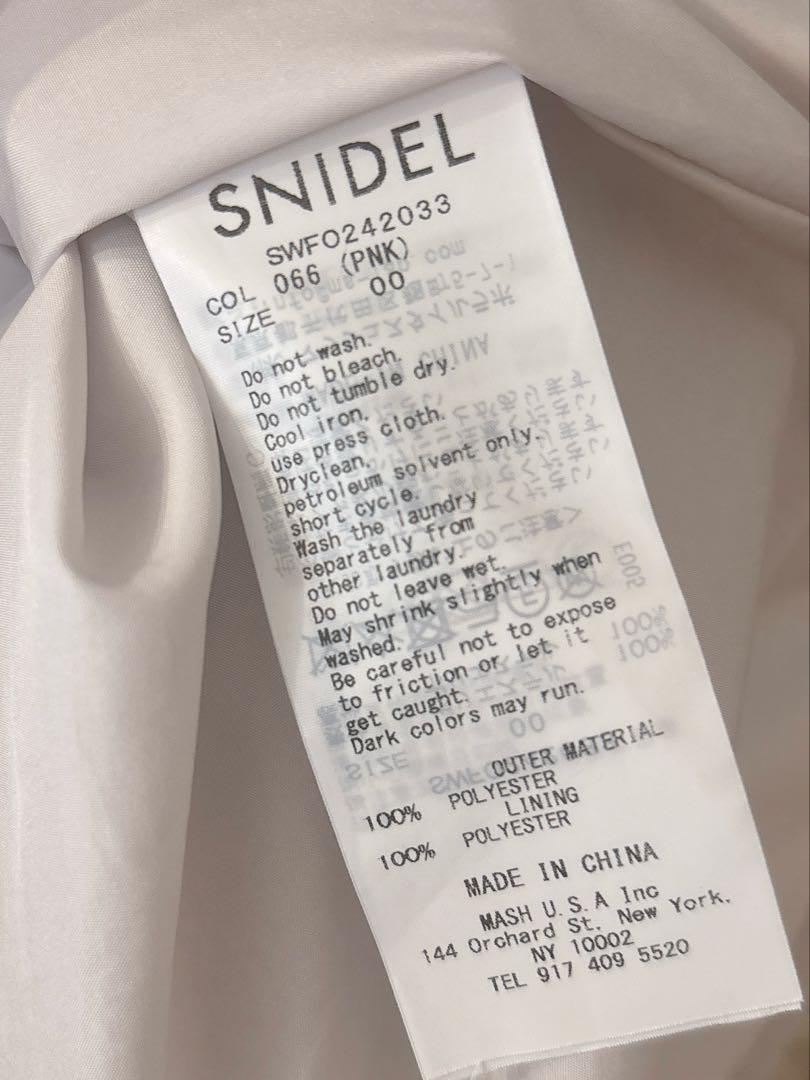 SNIDEL
SWFO242033
COL 066 (PNK)
SIZE 00
Do not wash.
Do not bleach.
Do not tumble dry.
Cool iron.
use press cloth.
Dryclean.
petroleum solvent only.
short cycle.
Wash the laundry
separately from
other laundry.
Do not leave wet.
May shrink slightly when
washed.
Be careful not to expose
to friction or let it
get caught.
Dark colors may run.
OUTER MATERIAL
100% POLYESTER
LINING
100% POLYESTER
MADE IN CHINA
MASH U.S.A Inc
144 Orchard St. New York.
NY 10002
TEL 917 409 5520